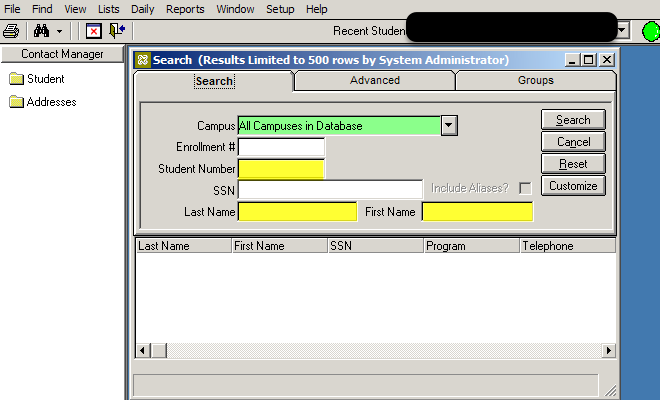 File Find View Lists Daily Reports Window Setup Help
Recent Studen
Contact Manager
Student
Addresses
Search (Results Limited to 500 rows by System Administrator)
Search Advanced Groups
Campus All Campuses in Database Search
Enrollment # Cancel
Student Number Reset
SSN Include Aliases? Customize
Last Name First Name
Last Name First Name SSN Program Telephone